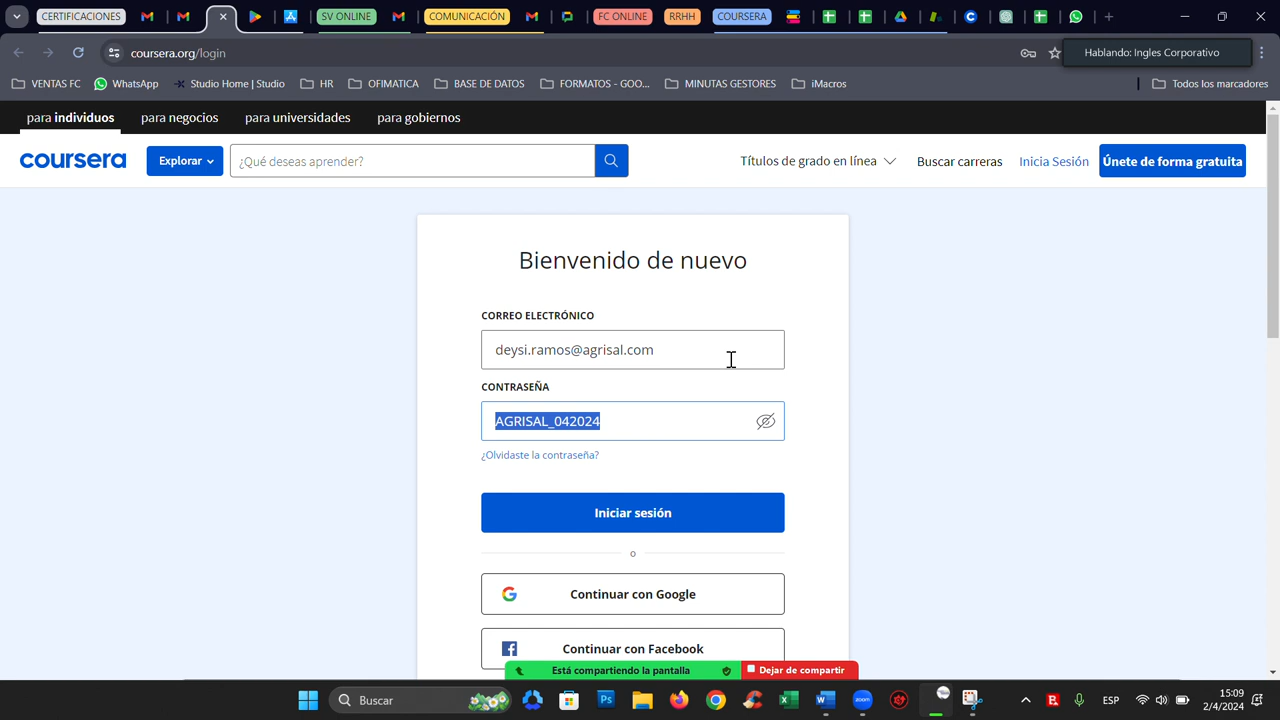 CERTIFICACIONES
SV ONLINE
COMUNICACIÓN
FC ONLINE
RRHH
COURSERA
coursera.org/login
Hablando: Ingles Corporativo
VENTAS FC
WhatsApp
Studio Home | Studio
HR
OFIMATICA
BASE DE DATOS
FORMATOS - GOO...
MINUTAS GESTORES
iMacros
Todos los marcadores
para individuos
para negocios
para universidades
para gobiernos
coursera
Explorar
¿Qué deseas aprender?
Títulos de grado en línea
Buscar carreras
Inicia Sesión
Únete de forma gratuita
Bienvenido de nuevo
CORREO ELECTRÓNICO
deysi.ramos@agrisal.com
CONTRASEÑA
AGRISAL_042024
¿Olvidaste la contraseña?
Iniciar sesión
o
Continuar con Google
Continuar con Facebook
Está compartiendo la pantalla
Dejar de compartir
Buscar
ESP
15:09
2/4/2024